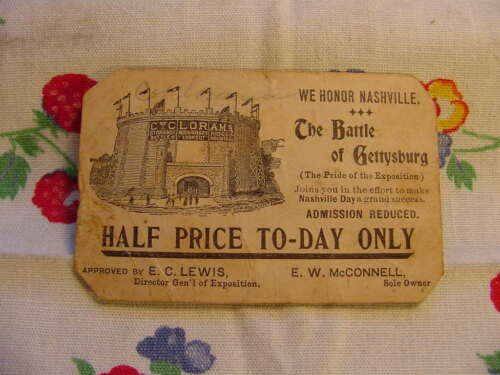 CYCLORAMA
WE HONOR NASHVILLE.
The Battle
of Gettysburg
(The Pride of the Exposition)
Joins you in the effort to make
Nashville Day a grand success.
ADMISSION REDUCED.
HALF PRICE TO-DAY ONLY
APPROVED BY E. C. LEWIS,
Director Gen'l of Exposition.
E. W. McCONNELL,
Sole Owner